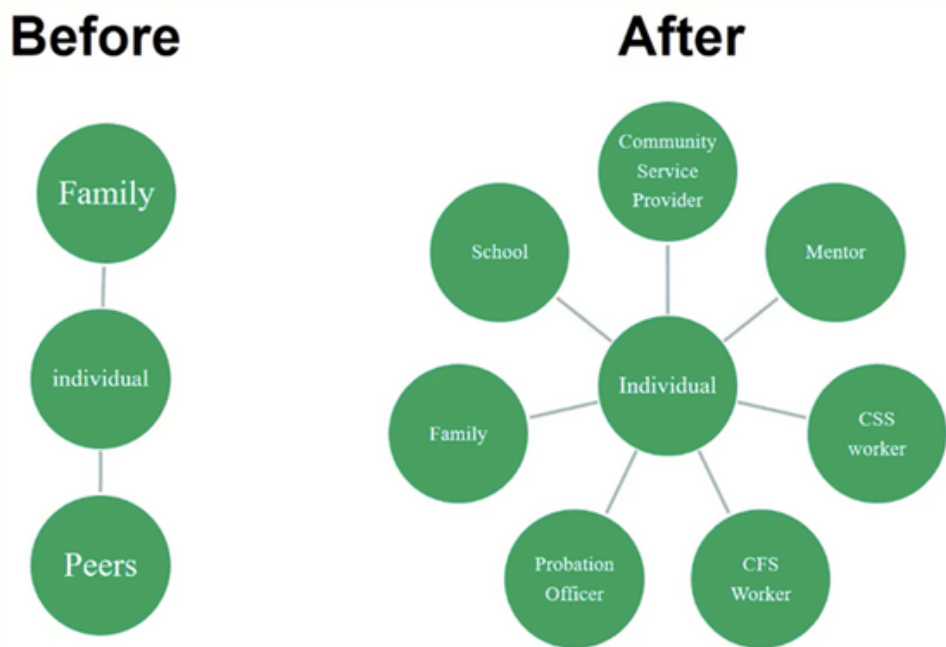 Before
Family
individual
Peers
After
Community
Service
Provider
School
Mentor
Individual
Family
CSS
worker
Probation
Officer
CFS
Worker